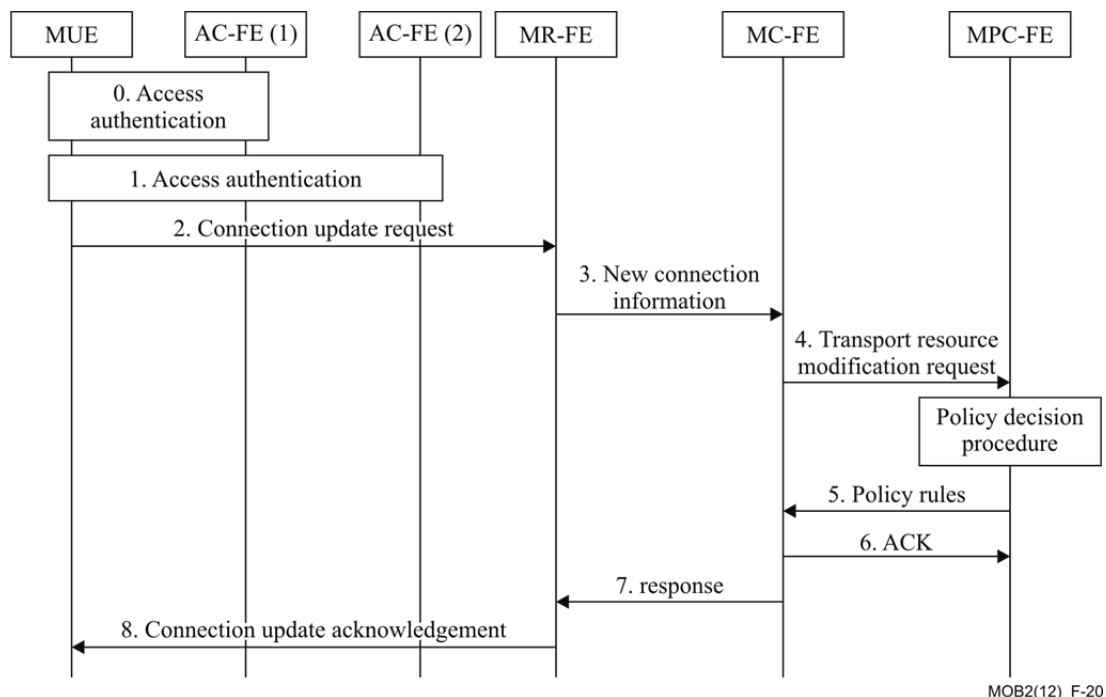 MUE
AC-FE (1)
AC-FE (2)
MR-FE
MC-FE
MPC-FE
0. Access
authentication
1. Access authentication
2. Connection update request
3. New connection
information
4. Transport resource
modification request
Policy decision
procedure
5. Policy rules
6. ACK
7. response
8. Connection update acknowledgement
MOB2(12)_F-20